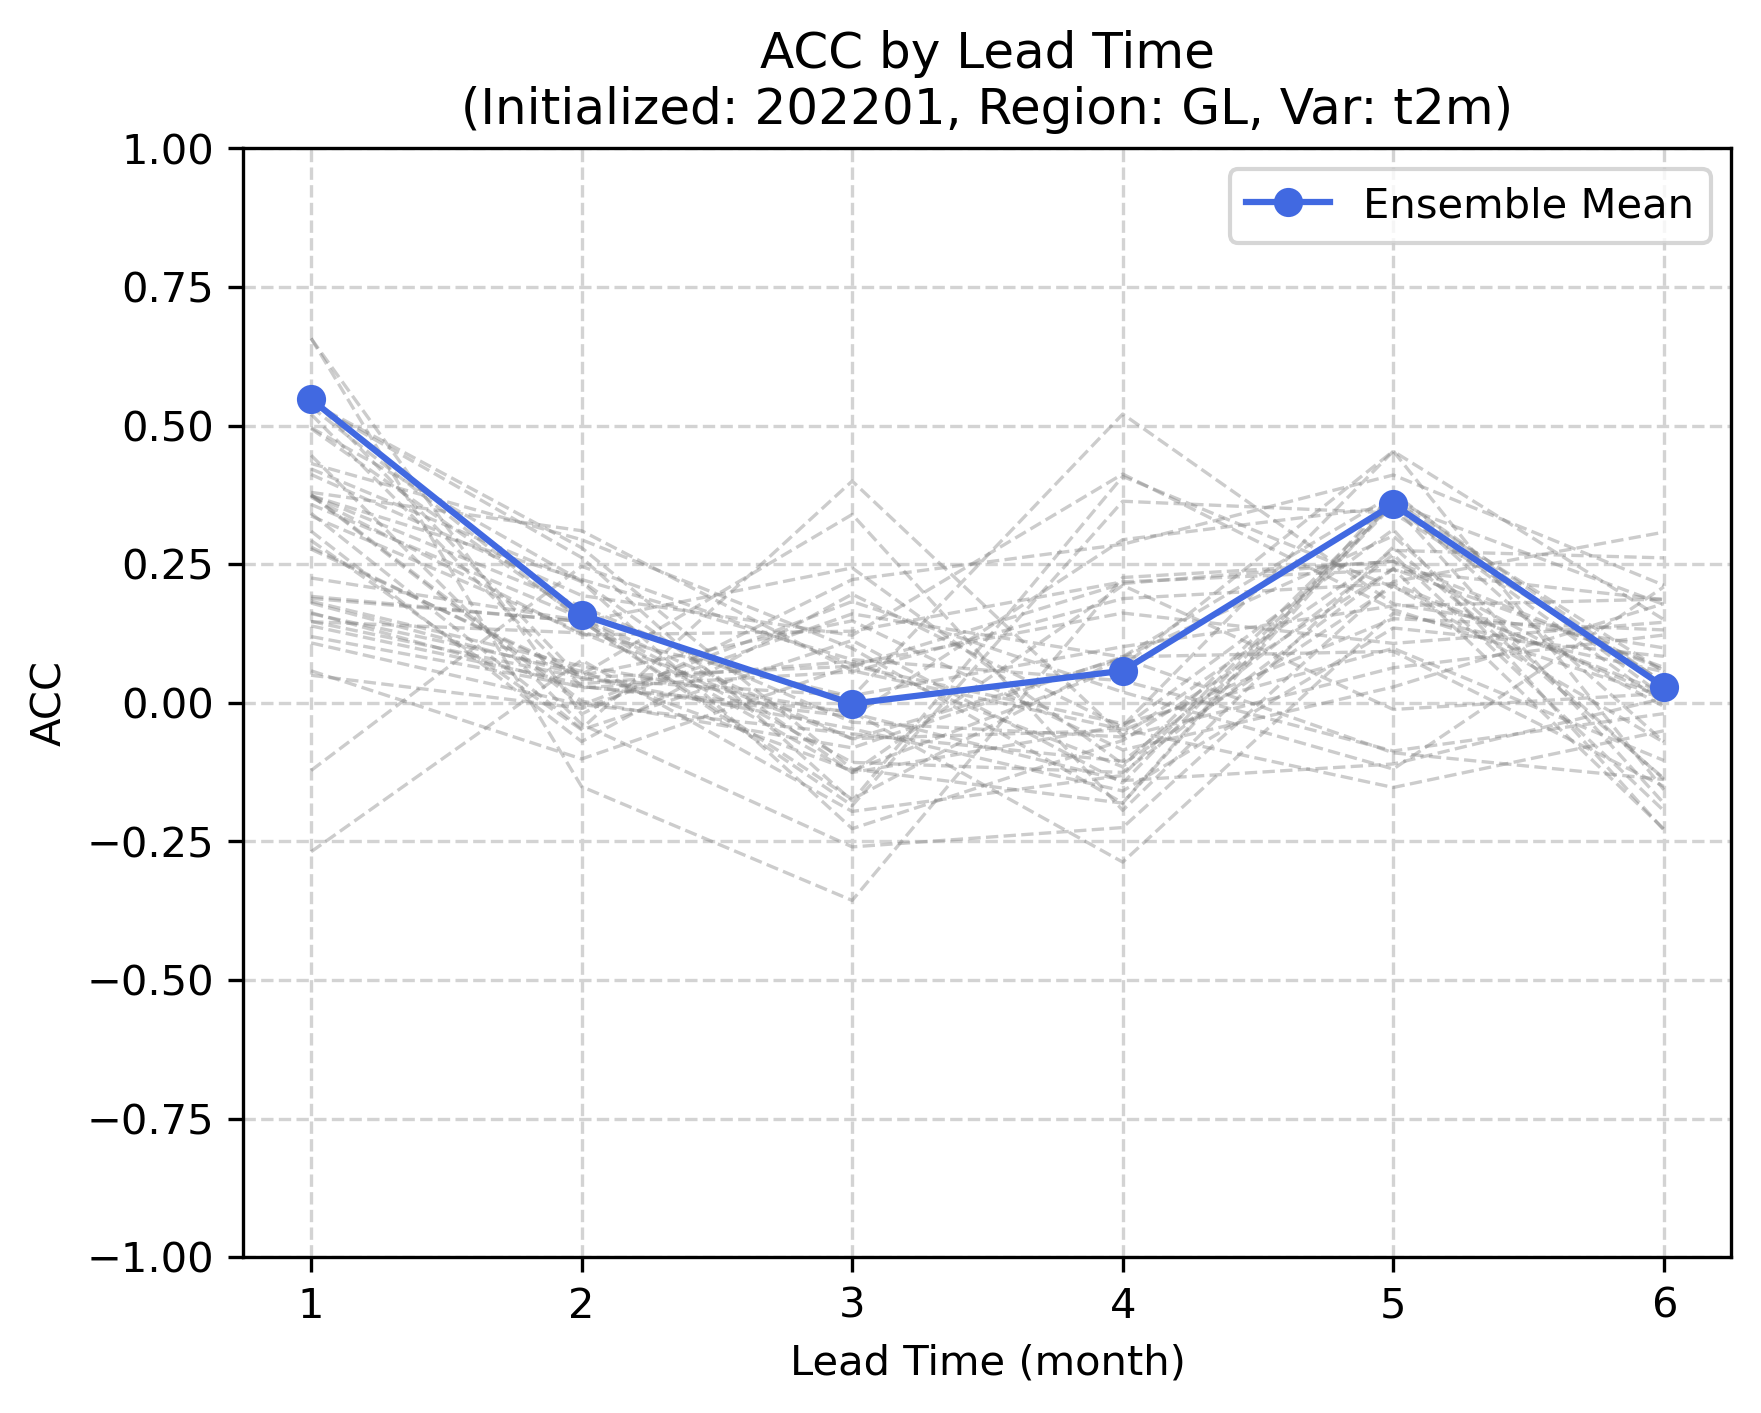 ACC by Lead Time
(Initialized: 202201, Region: GL, Var: t2m)
Ensemble Mean
1.00
0.75
0.50
0.25
0.00
−0.25
−0.50
−0.75
−1.00
ACC
1 2 3 4 5 6
Lead Time (month)